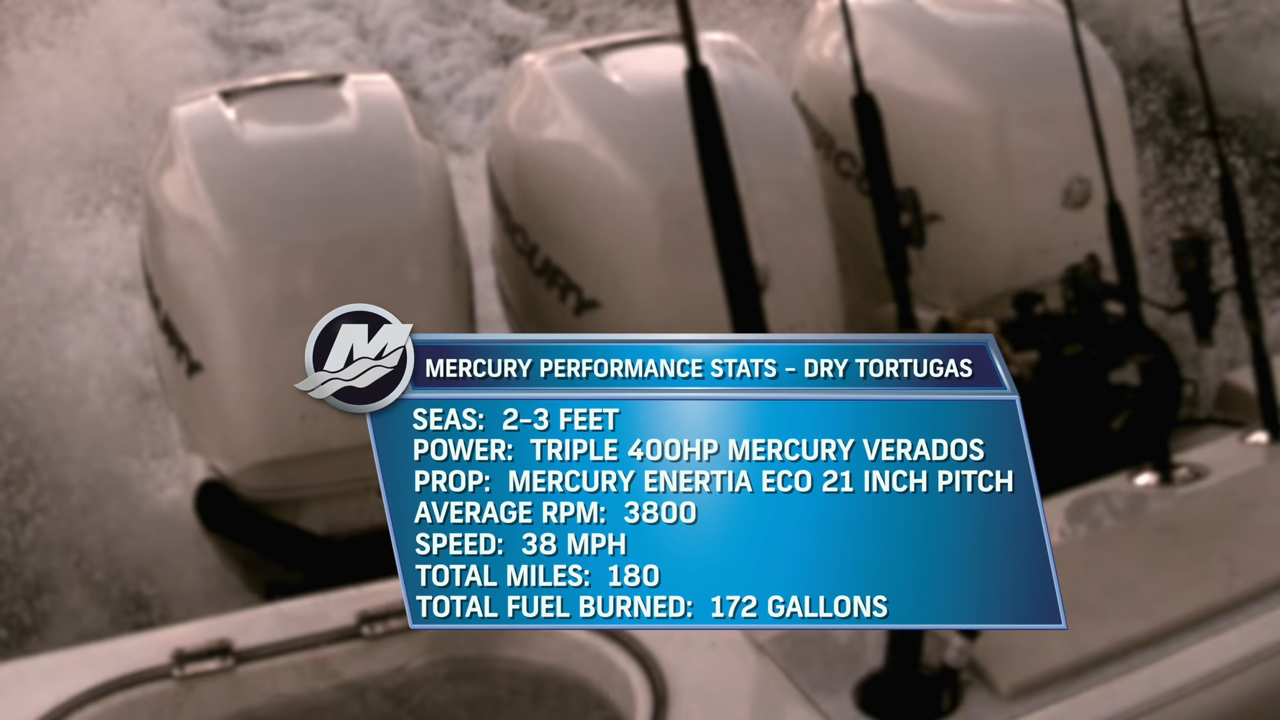 MERCURY PERFORMANCE STATS - DRY TORTUGAS
SEAS: 2-3 FEET
POWER: TRIPLE 400HP MERCURY VERADOS
PROP: MERCURY ENERTIA ECO 21 INCH PITCH
AVERAGE RPM: 3800
SPEED: 38 MPH
TOTAL MILES: 180
TOTAL FUEL BURNED: 172 GALLONS